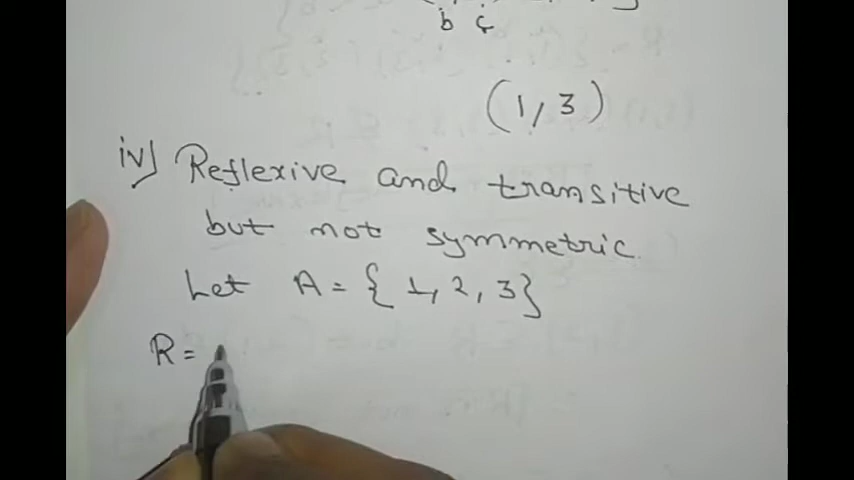 b c
(1, 3)
iv) Reflexive and transitive
but not symmetric.
Let A = { 1, 2, 3}
R =